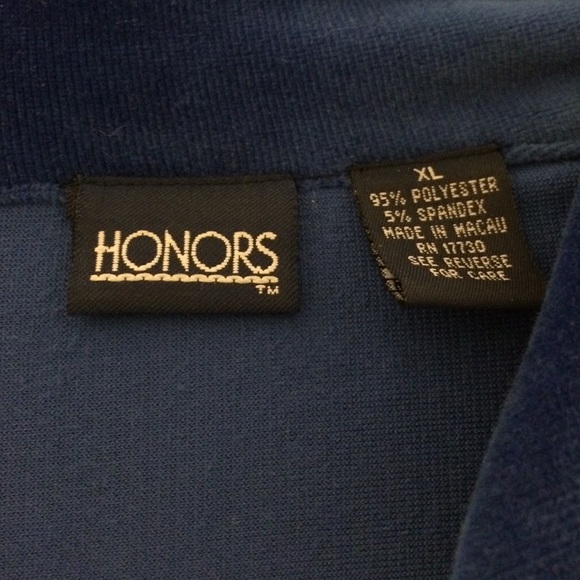 HONORS
TM
XL
95% POLYESTER
5% SPANDEX
MADE IN MACAU
RN 17730
SEE REVERSE
FOR CARE